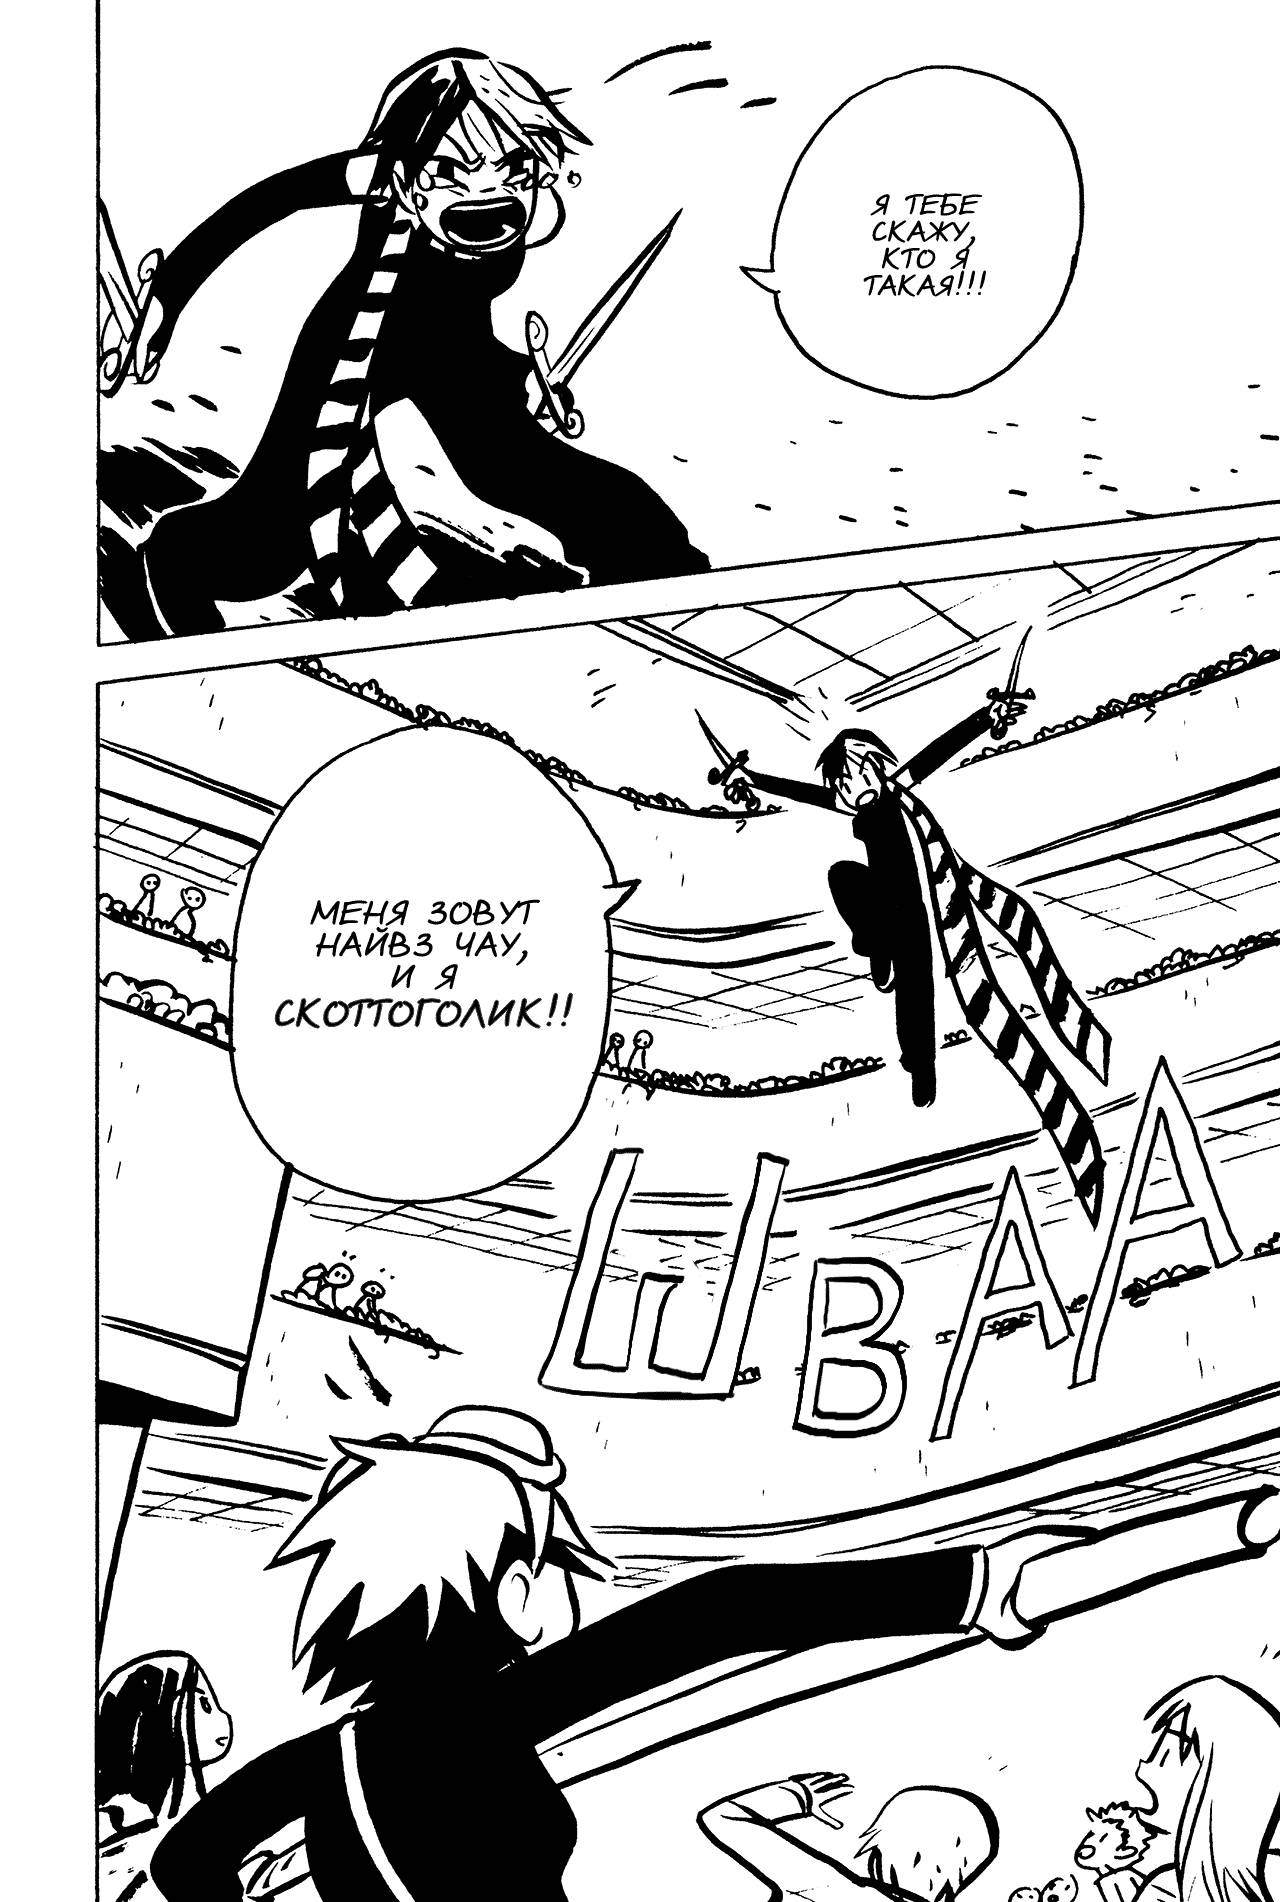 Я ТЕБЕ
СКАЖУ,
КТО Я
ТАКАЯ!!!
МЕНЯ ЗОВУТ
НАЙВЗ ЧАУ,
И Я
СКОТТОГОЛИК!!
ШВАА